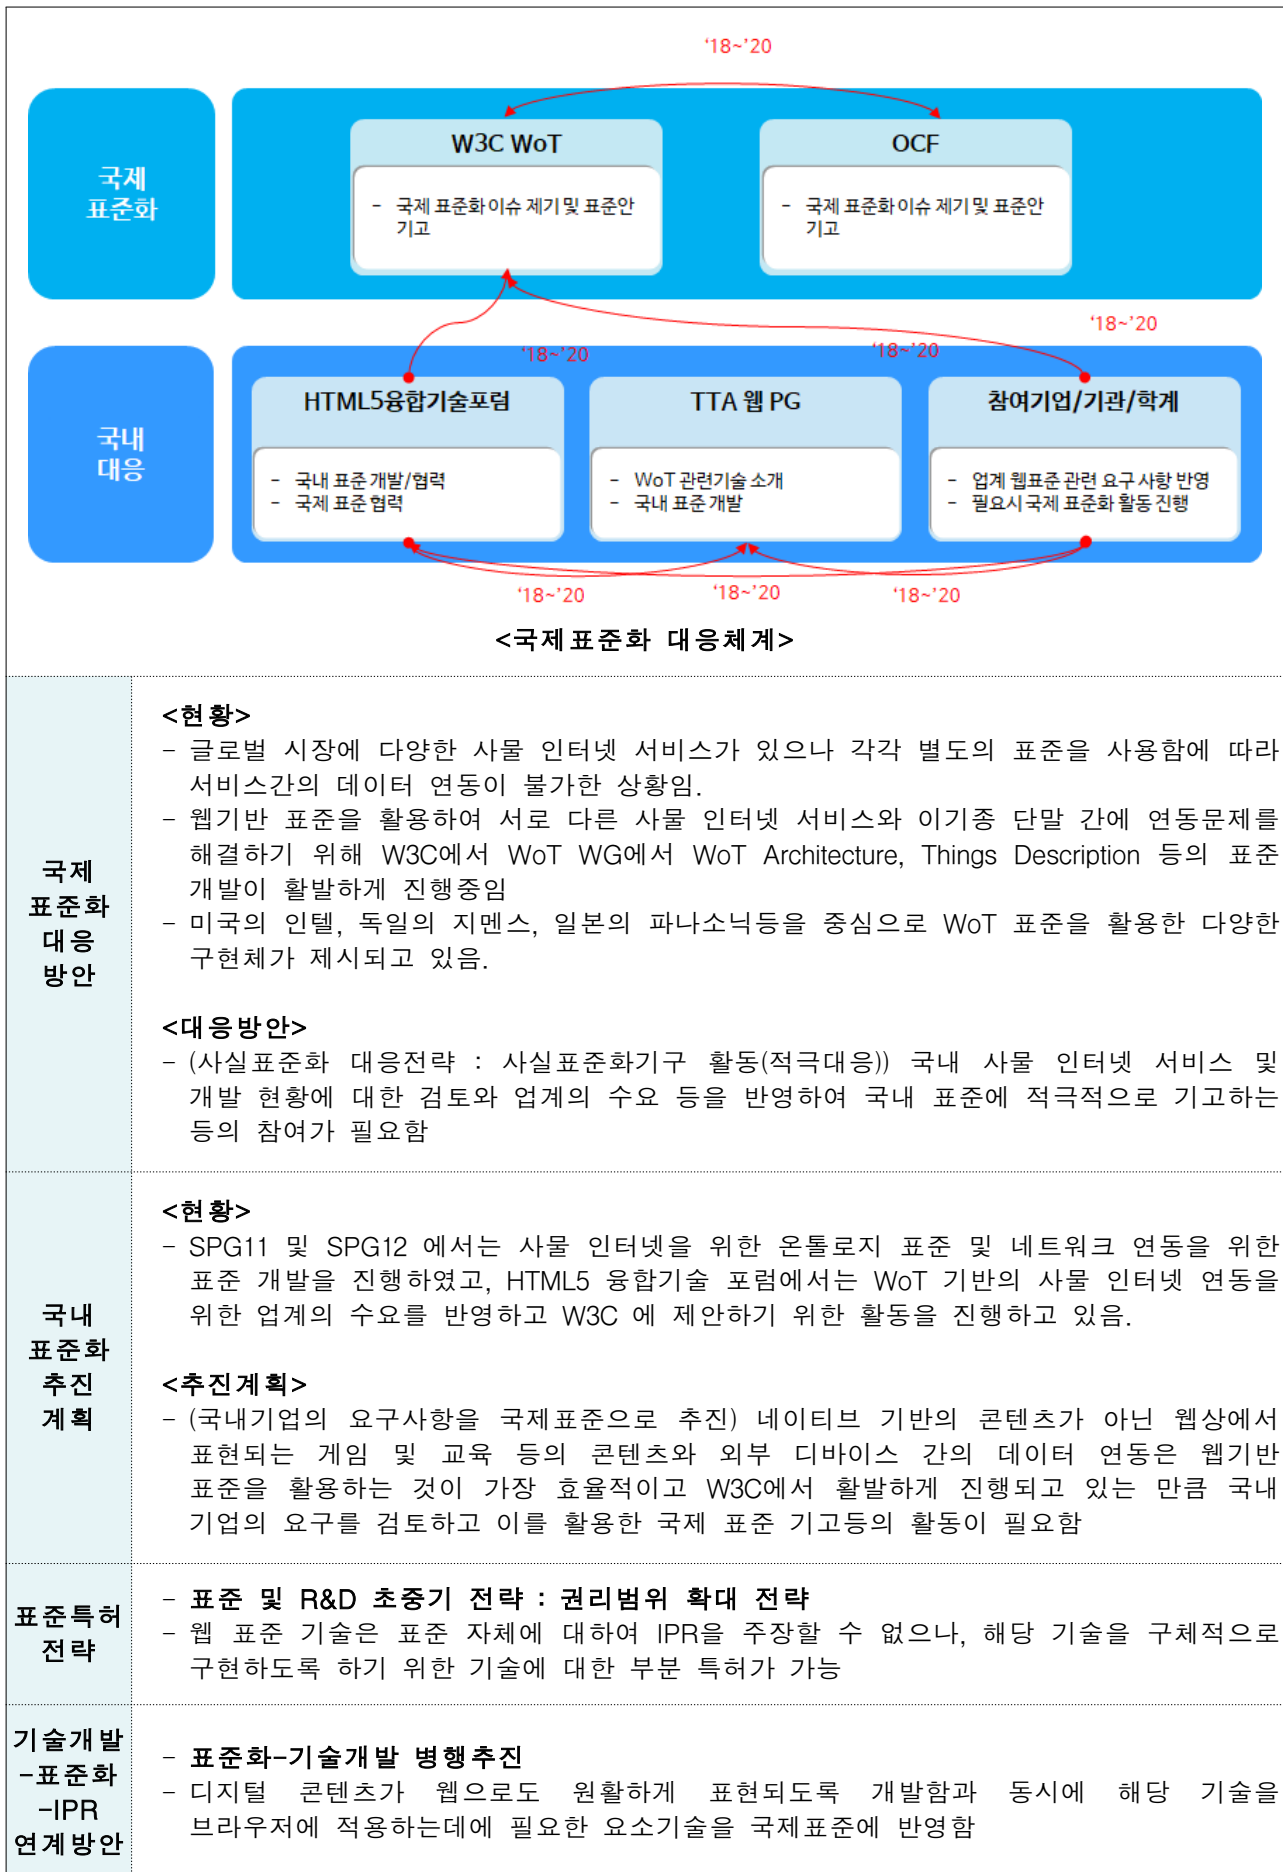 ‘18~’20
국제
표준화
W3C WoT
- 국제 표준화 이슈 제기 및 표준안
기고
OCF
- 국제 표준화 이슈 제기 및 표준안
기고
‘18~’20
‘18~’20
‘18~’20
국내
대응
HTML5융합기술포럼
- 국내 표준 개발/협력
- 국제 표준 협력
TTA 웹 PG
- WoT 관련기술 소개
- 국내 표준 개발
참여기업/기관/학계
- 업계 웹표준 관련 요구 사항 반영
- 필요시 국제 표준화 활동 진행
‘18~’20
‘18~’20
‘18~’20
<국제표준화 대응체계>
국제
표준화
대응
방안
<현황>
- 글로벌 시장에 다양한 사물 인터넷 서비스가 있으나 각각 별도의 표준을 사용함에 따라
서비스간의 데이터 연동이 불가한 상황임.
- 웹기반 표준을 활용하여 서로 다른 사물 인터넷 서비스와 이기종 단말 간에 연동문제를
해결하기 위해 W3C에서 WoT WG에서 WoT Architecture, Things Description 등의 표준
개발이 활발하게 진행중임
- 미국의 인텔, 독일의 지멘스, 일본의 파나소닉등을 중심으로 WoT 표준을 활용한 다양한
구현체가 제시되고 있음.
<대응방안>
- (사실표준화 대응전략 : 사실표준화기구 활동(적극대응)) 국내 사물 인터넷 서비스 및
개발 현황에 대한 검토와 업계의 수요 등을 반영하여 국내 표준에 적극적으로 기고하는
등의 참여가 필요함
국내
표준화
추진
계획
<현황>
- SPG11 및 SPG12 에서는 사물 인터넷을 위한 온톨로지 표준 및 네트워크 연동을 위한
표준 개발을 진행하였고, HTML5 융합기술 포럼에서는 WoT 기반의 사물 인터넷 연동을
위한 업계의 수요를 반영하고 W3C 에 제안하기 위한 활동을 진행하고 있음.
<추진계획>
- (국내기업의 요구사항을 국제표준으로 추진) 네이티브 기반의 콘텐츠가 아닌 웹상에서
표현되는 게임 및 교육 등의 콘텐츠와 외부 디바이스 간의 데이터 연동은 웹기반
표준을 활용하는 것이 가장 효율적이고 W3C에서 활발하게 진행되고 있는 만큼 국내
기업의 요구를 검토하고 이를 활용한 국제 표준 기고등의 활동이 필요함
표준특허
전략
- 표준 및 R&D 초중기 전략 : 권리범위 확대 전략
- 웹 표준 기술은 표준 자체에 대하여 IPR을 주장할 수 없으나, 해당 기술을 구체적으로
구현하도록 하기 위한 기술에 대한 부분 특허가 가능
기술개발
-표준화
-IPR
연계방안
- 표준화-기술개발 병행추진
- 디지털 콘텐츠가 웹으로도 원활하게 표현되도록 개발함과 동시에 해당 기술을
브라우저에 적용하는데에 필요한 요소기술을 국제표준에 반영함